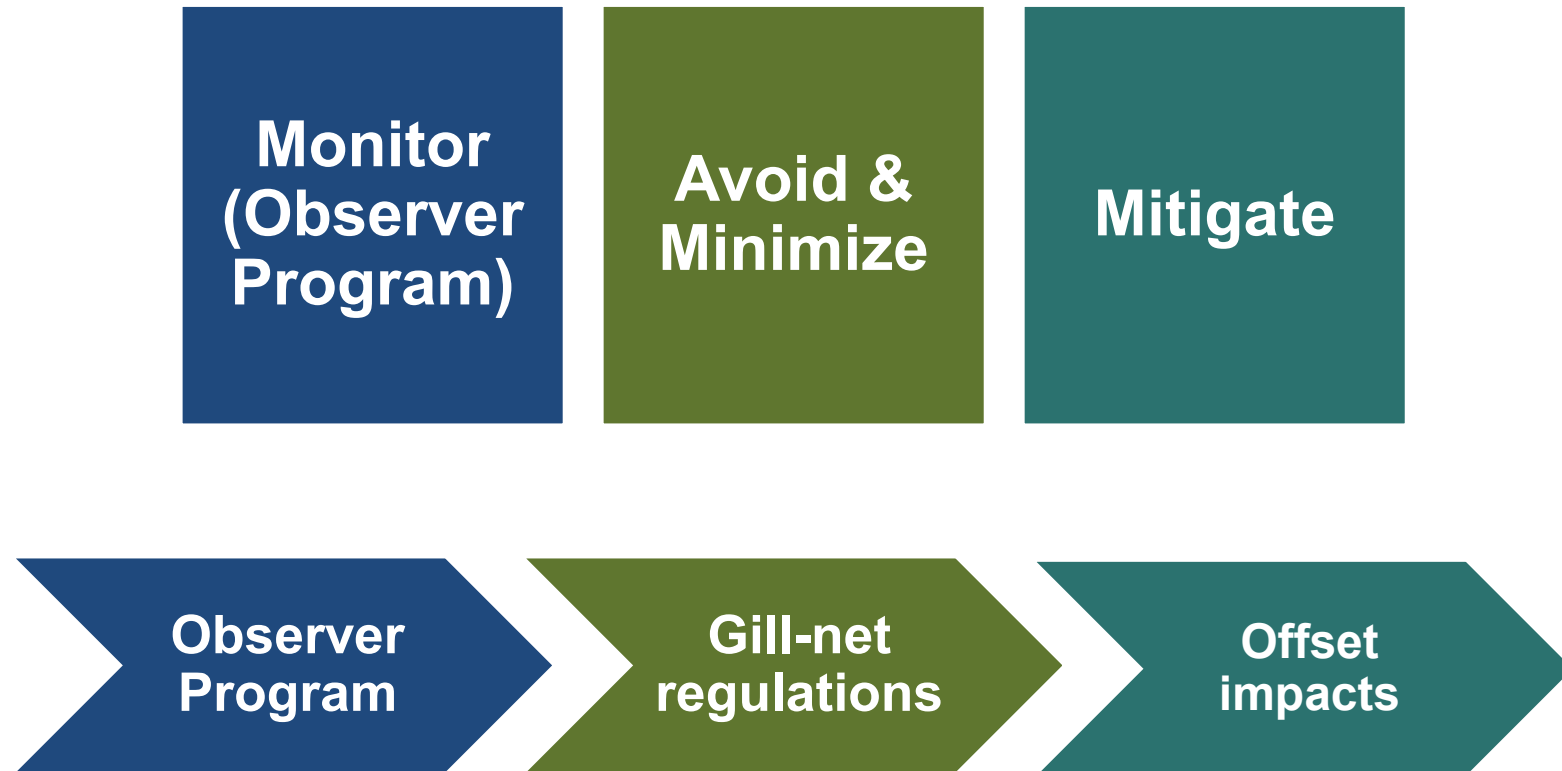 Monitor
(Observer
Program)
Avoid &
Minimize
Mitigate
Observer
Program
Gill-net
regulations
Offset
impacts